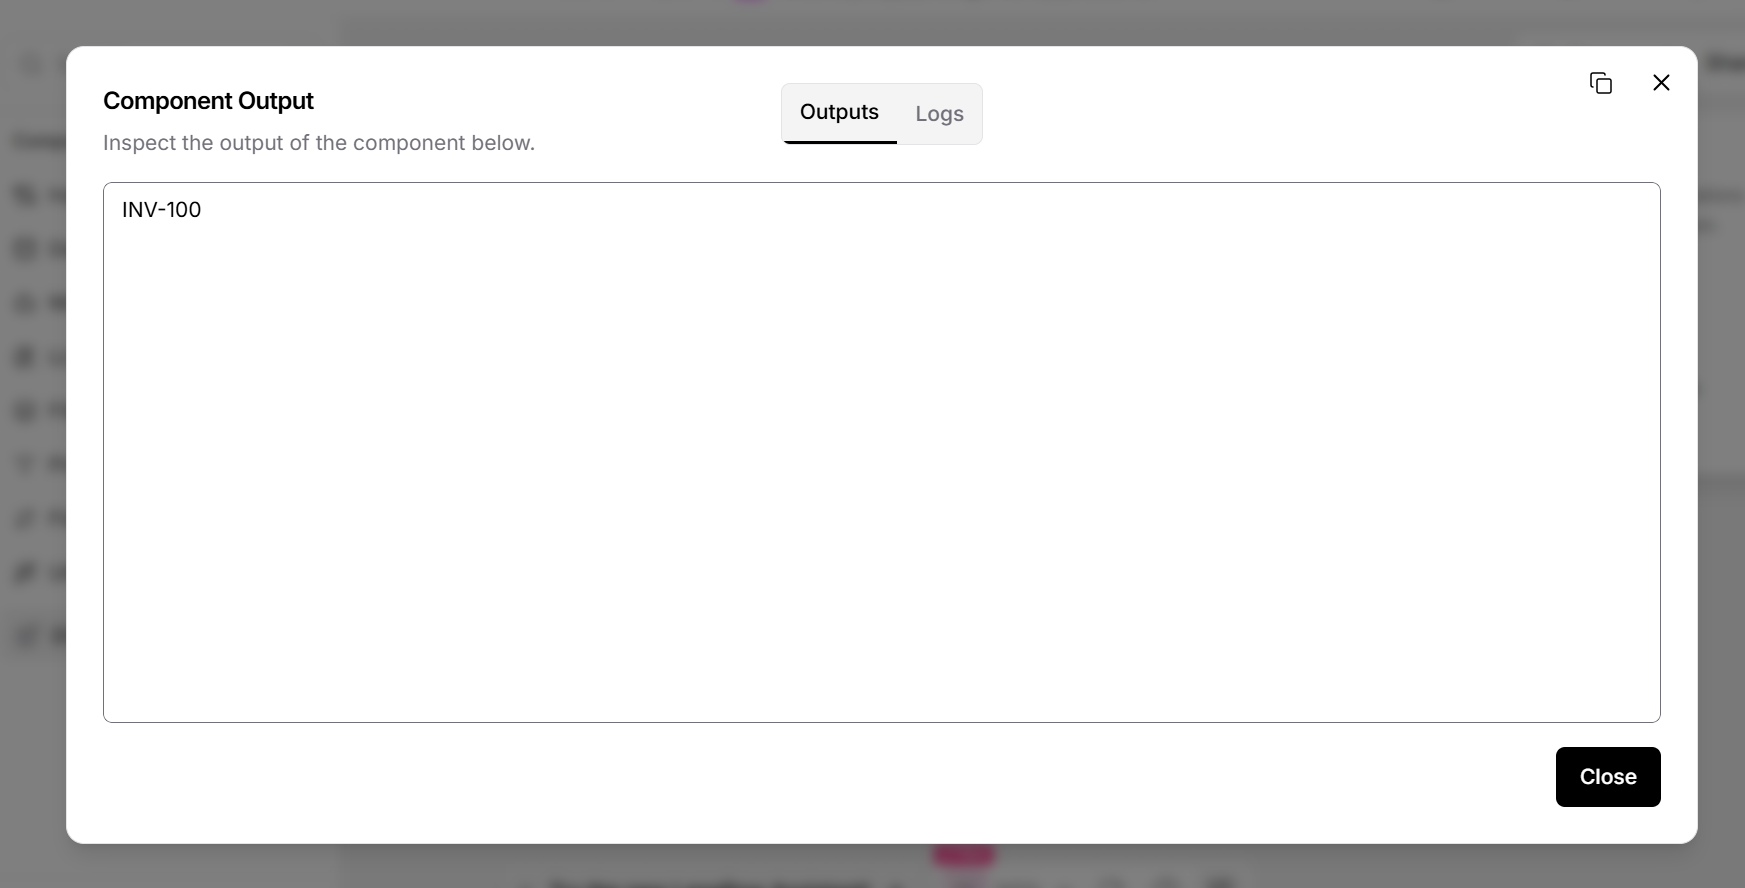 Component Output
Outputs
Logs
Inspect the output of the component below.
INV-100
Close